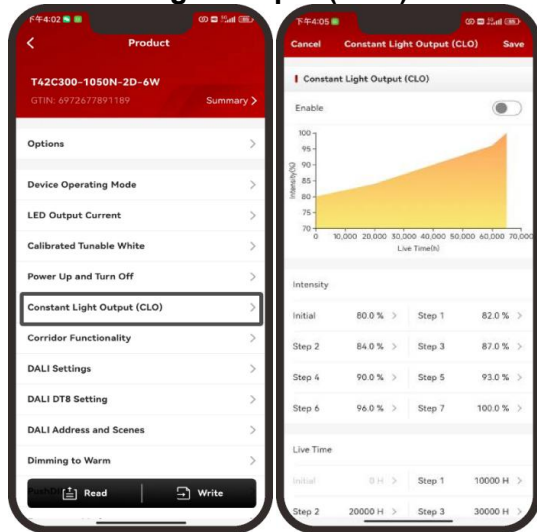 下午4:02
Product
T42C300-1050N-2D-6W
GTIN: 6972677891189
Summary >
Options
Device Operating Mode
LED Output Current
Calibrated Tunable White
Power Up and Turn Off
Constant Light Output (CLO)
Corridor Functionality
DALI Settings
DALI DT8 Setting
DALI Address and Scenes
Dimming to Warm
Read
Write
下午4:05
Cancel Constant Light Output (CLO) Save
Constant Light Output (CLO)
Enable
Intensity(%)
100
95
90
85
80
75
70
0 10,000 20,000 30,000 40,000 50,000 60,000 70,000
Live Time(h)
Intensity
Initial 80.0 % > Step 1 82.0 % >
Step 2 84.0 % > Step 3 87.0 % >
Step 4 90.0 % > Step 5 93.0 % >
Step 6 96.0 % > Step 7 100.0 % >
Live Time
Initial 0 H > Step 1 10000 H >
Step 2 20000 H > Step 3 30000 H >